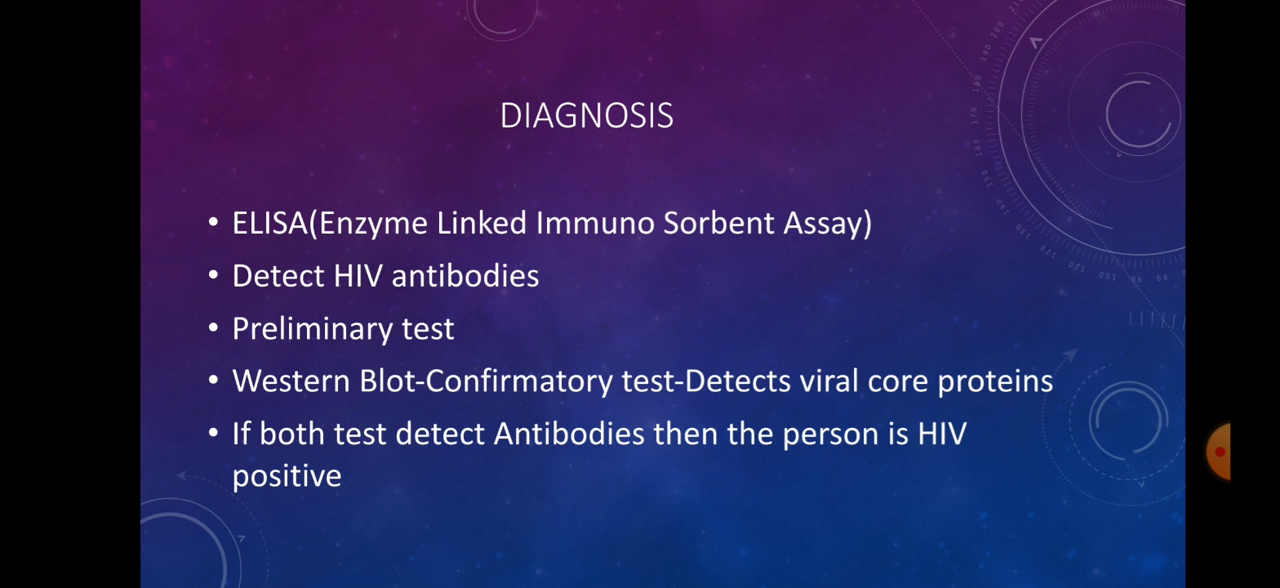 DIAGNOSIS
• ELISA(Enzyme Linked Immuno Sorbent Assay)
• Detect HIV antibodies
• Preliminary test
• Western Blot-Confirmatory test-Detects viral core proteins
• If both test detect Antibodies then the person is HIV
positive